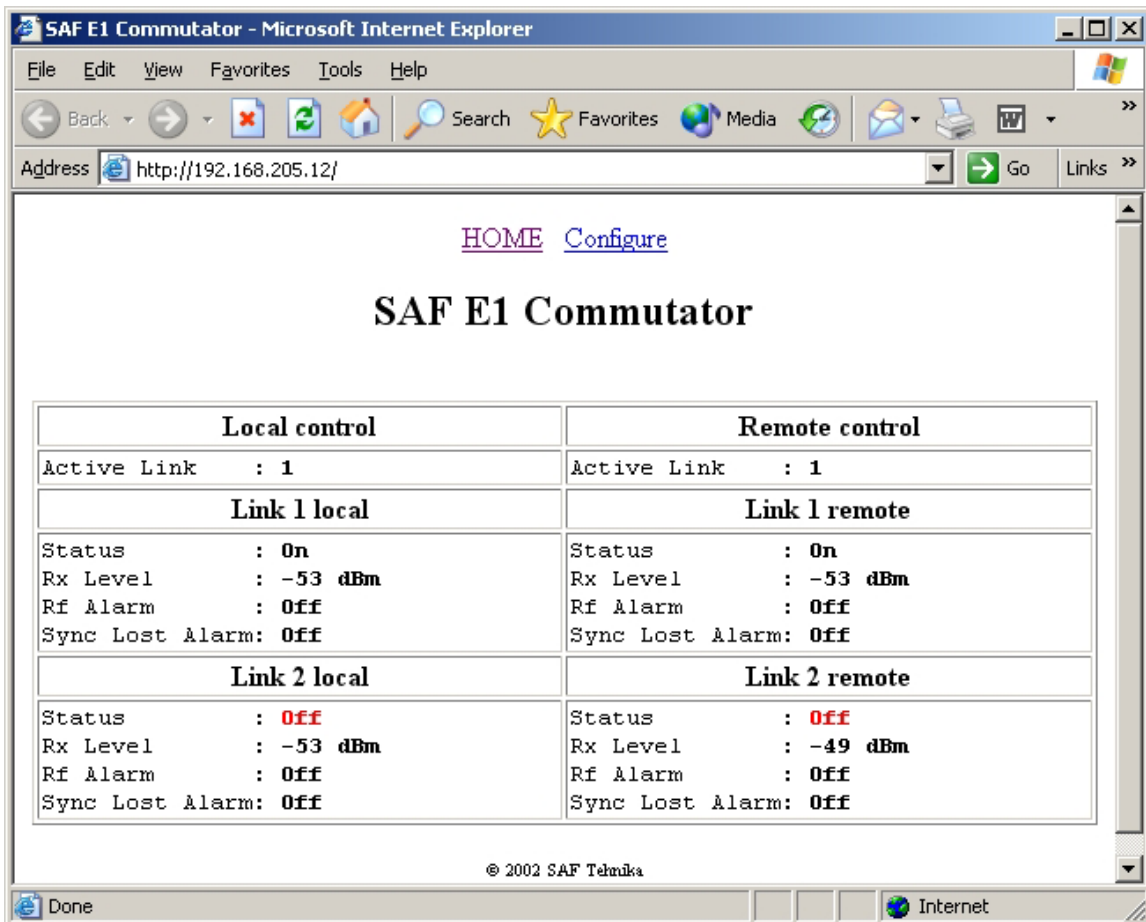 SAF E1 Commutator - Microsoft Internet Explorer
File Edit View Favorites Tools Help
Back Search Favorites Media
Address http://192.168.205.12/ Go Links
HOME Configure
SAF E1 Commutator
Local control Remote control
Active Link : 1 Active Link : 1
Link 1 local Link 1 remote
Status : On Status : On
Rx Level : -53 dBm Rx Level : -53 dBm
Rf Alarm : Off Rf Alarm : Off
Sync Lost Alarm: Off Sync Lost Alarm: Off
Link 2 local Link 2 remote
Status : Off Status : Off
Rx Level : -53 dBm Rx Level : -49 dBm
Rf Alarm : Off Rf Alarm : Off
Sync Lost Alarm: Off Sync Lost Alarm: Off
© 2002 SAF Tehnika
Done Internet